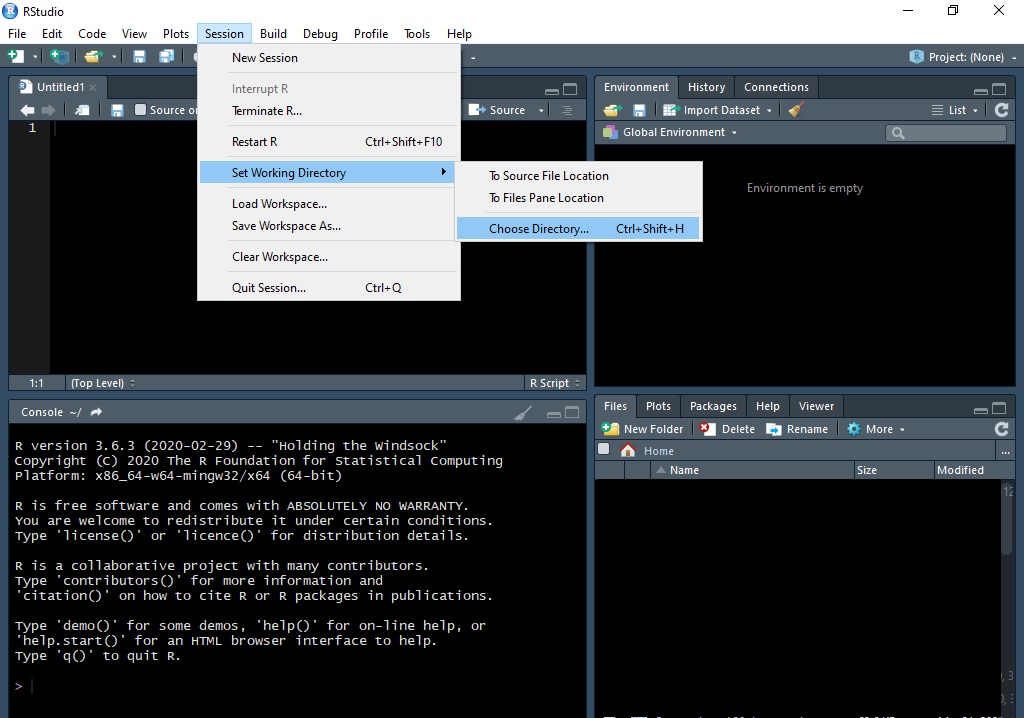 RStudio
File Edit Code View Plots Session Build Debug Profile Tools Help
Project: (None)
New Session
Interrupt R
Terminate R...
Restart R Ctrl+Shift+F10
Set Working Directory
Load Workspace...
Save Workspace As...
Clear Workspace...
Quit Session... Ctrl+Q
To Source File Location
To Files Pane Location
Choose Directory... Ctrl+Shift+H
Untitled1
Source
1
1:1 (Top Level) R Script
Environment History Connections
Import Dataset List
Global Environment
Environment is empty
Console ~/
R version 3.6.3 (2020-02-29) -- "Holding the Windsock"
Copyright (C) 2020 The R Foundation for Statistical Computing
Platform: x86_64-w64-mingw32/x64 (64-bit)
R is free software and comes with ABSOLUTELY NO WARRANTY.
You are welcome to redistribute it under certain conditions.
Type 'license()' or 'licence()' for distribution details.
R is a collaborative project with many contributors.
Type 'contributors()' for more information and
'citation()' on how to cite R or R packages in publications.
Type 'demo()' for some demos, 'help()' for on-line help, or
'help.start()' for an HTML browser interface to help.
Type 'q()' to quit R.
>
Files Plots Packages Help Viewer
New Folder Delete Rename More
Home ...
Name Size Modified